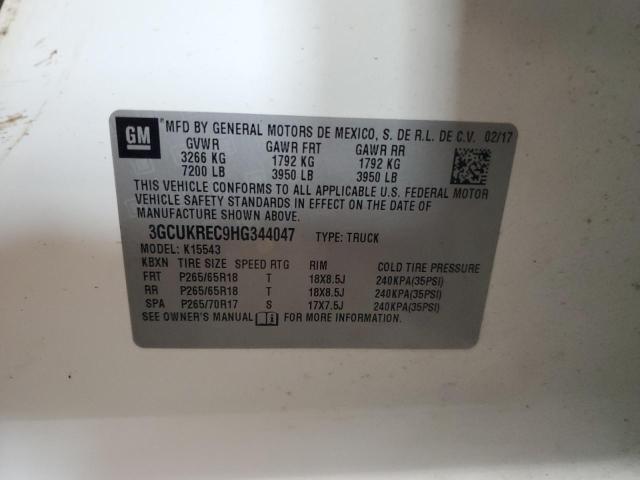 GM MFD BY GENERAL MOTORS DE MEXICO, S. DE R.L. DE C.V. 02/17
GVWR GAWR FRT GAWR RR
3266 KG 1792 KG 1792 KG
7200 LB 3950 LB 3950 LB
THIS VEHICLE CONFORMS TO ALL APPLICABLE U.S. FEDERAL MOTOR
VEHICLE SAFETY STANDARDS IN EFFECT ON THE DATE OF
MANUFACTURE SHOWN ABOVE.
3GCUKREC9HG344047 TYPE: TRUCK
MODEL: K15543
KBXN TIRE SIZE SPEED RTG RIM COLD TIRE PRESSURE
FRT P265/65R18 T 18X8.5J 240KPA(35PSI)
RR P265/65R18 T 18X8.5J 240KPA(35PSI)
SPA P265/70R17 S 17X7.5J 240KPA(35PSI)
SEE OWNER'S MANUAL FOR MORE INFORMATION.